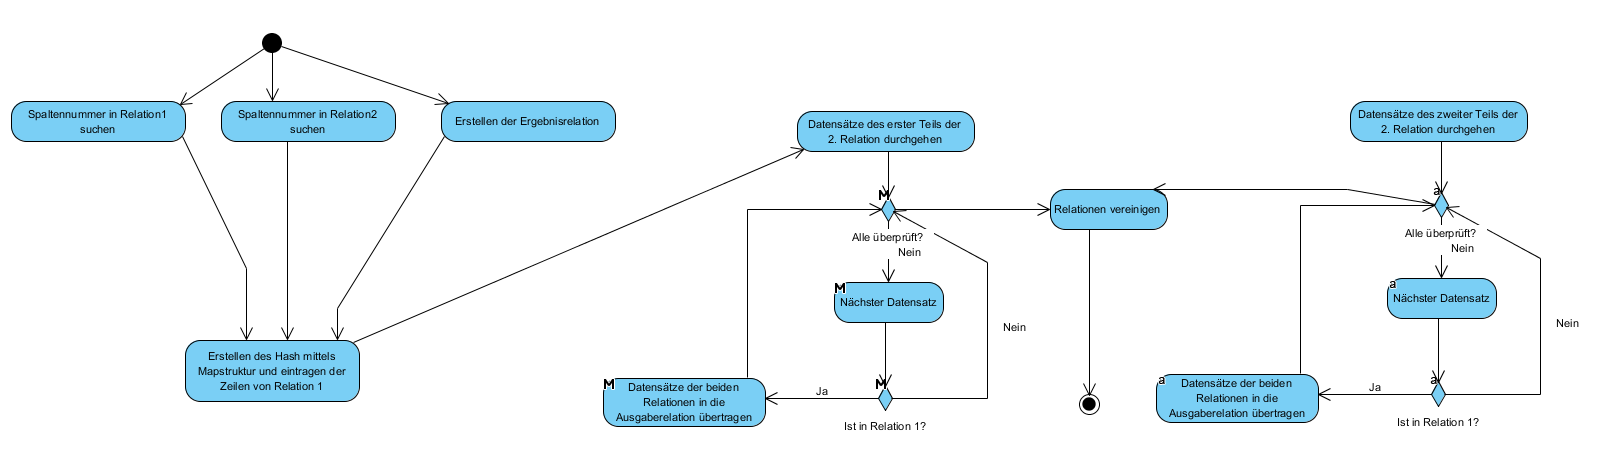 Spaltennummer in Relation1
suchen
Spaltennummer in Relation2
suchen
Erstellen der Ergebnisrelation
Erstellen des Hash mittels
Mapstruktur und eintragen der
Zeilen von Relation 1
Datensätze des erster Teils der
2. Relation durchgehen
M
Alle überprüft?
Nein
M
Nächster Datensatz
Nein
M
Datensätze der beiden
Relationen in die
Ausgaberelation übertragen
Ja
M
Ist in Relation 1?
Relationen vereinigen
Datensätze des zweiter Teils der
2. Relation durchgehen
a
Alle überprüft?
Nein
a
Nächster Datensatz
Nein
a
Datensätze der beiden
Relationen in die
Ausgaberelation übertragen
Ja
a
Ist in Relation 1?